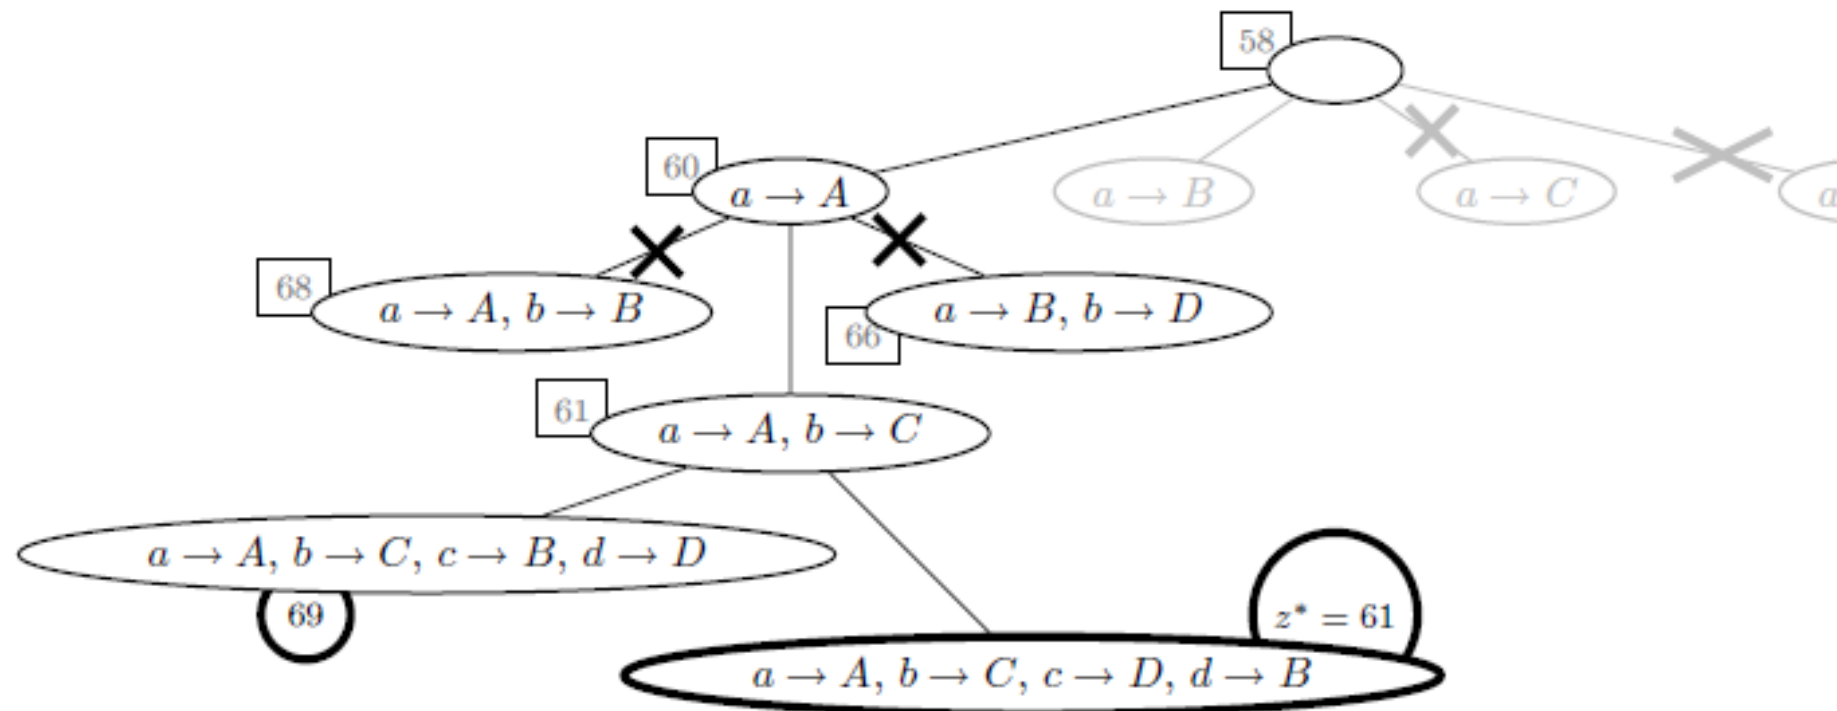 58
60
a → A
a → B
a → C
a
68
a → A, b → B
a → B, b → D
66
61
a → A, b → C
a → A, b → C, c → B, d → D
69
z* = 61
a → A, b → C, c → D, d → B